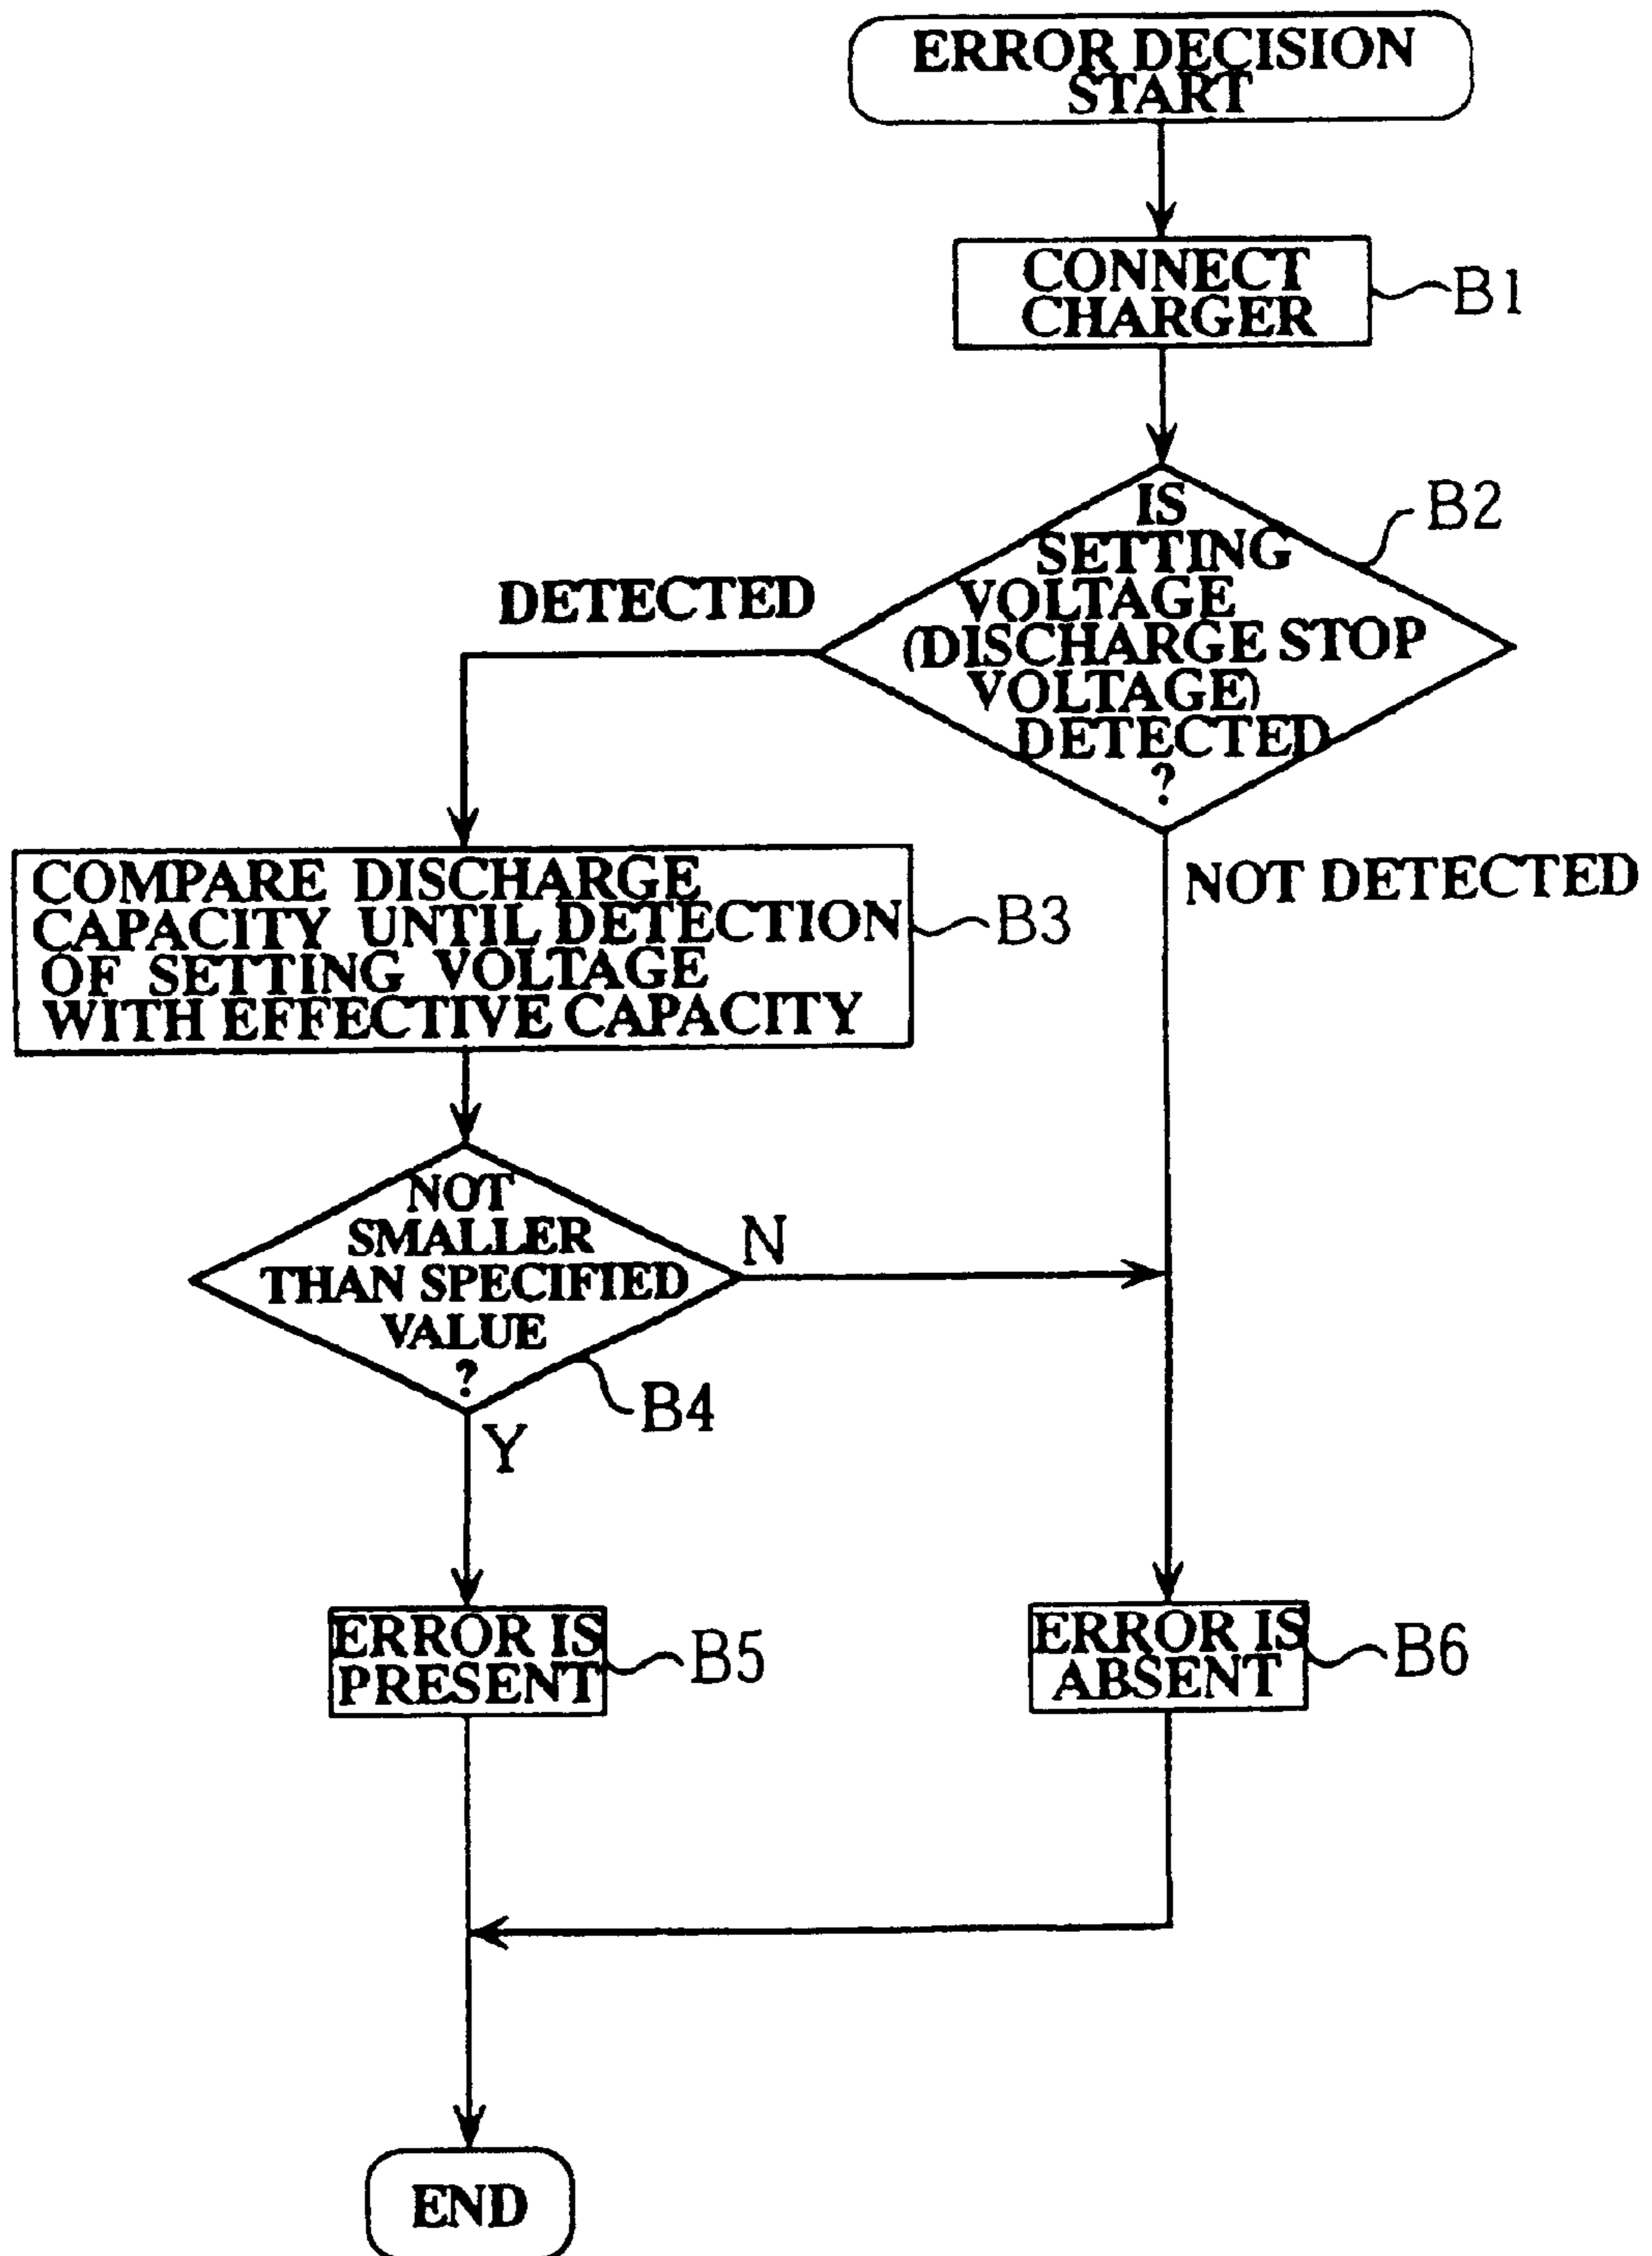 ERROR DECISION
START
CONNECT
CHARGER
B1
IS
SETTING
VOLTAGE
(DISCHARGE STOP
VOLTAGE)
DETECTED
?
B2
DETECTED
NOT DETECTED
COMPARE DISCHARGE
CAPACITY UNTIL DETECTION
OF SETTING VOLTAGE
WITH EFFECTIVE CAPACITY
B3
NOT
SMALLER
THAN SPECIFIED
VALUE
?
N
B4
Y
ERROR IS
PRESENT
B5
ERROR IS
ABSENT
B6
END